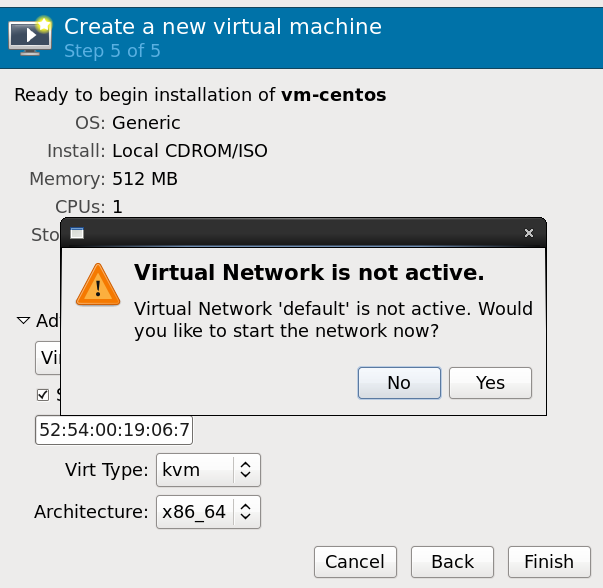 Create a new virtual machine
Step 5 of 5
Ready to begin installation of vm-centos
OS: Generic
Install: Local CDROM/ISO
Memory: 512 MB
CPUs: 1
Virtual Network is not active.
Virtual Network 'default' is not active. Would
you like to start the network now?
No Yes
52:54:00:19:06:7
Virt Type: kvm
Architecture: x86_64
Cancel Back Finish